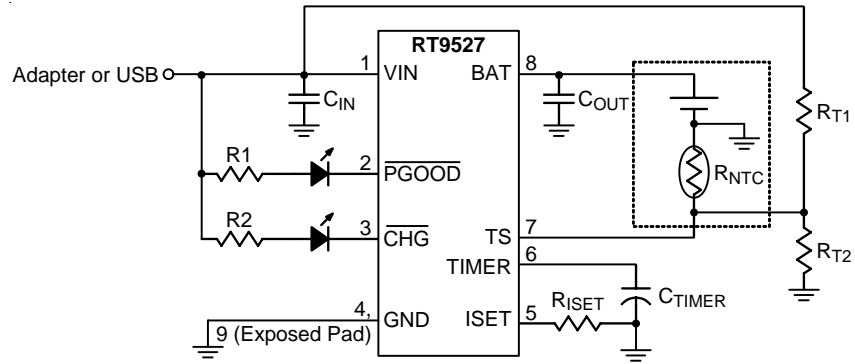 RT9527
Adapter or USB
1
VIN
BAT
8
CIN
COUT
RT1
R1
2
PGOOD
RNTC
R2
3
CHG
TS
7
RT2
TIMER
6
4,
9 (Exposed Pad)
GND
ISET
5
RISET
CTIMER